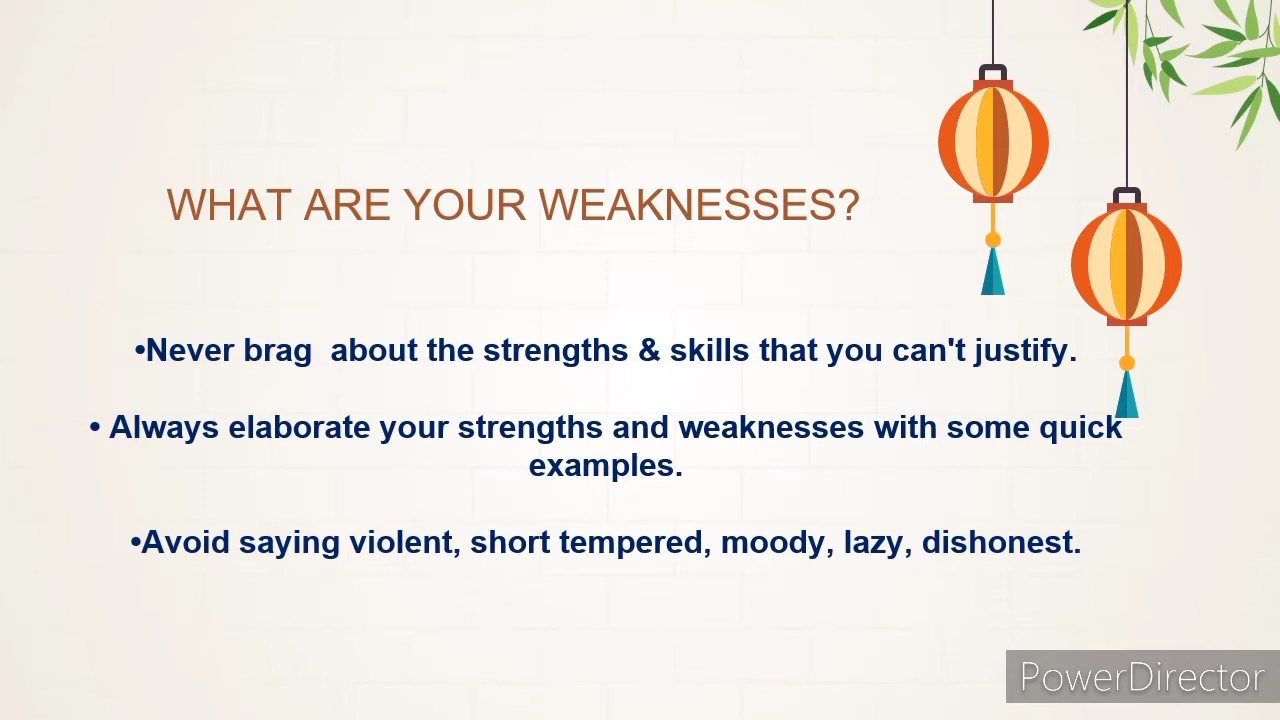 WHAT ARE YOUR WEAKNESSES?
•Never brag  about the strengths & skills that you can't justify.
• Always elaborate your strengths and weaknesses with some quick
examples.
•Avoid saying violent, short tempered, moody, lazy, dishonest.
PowerDirector